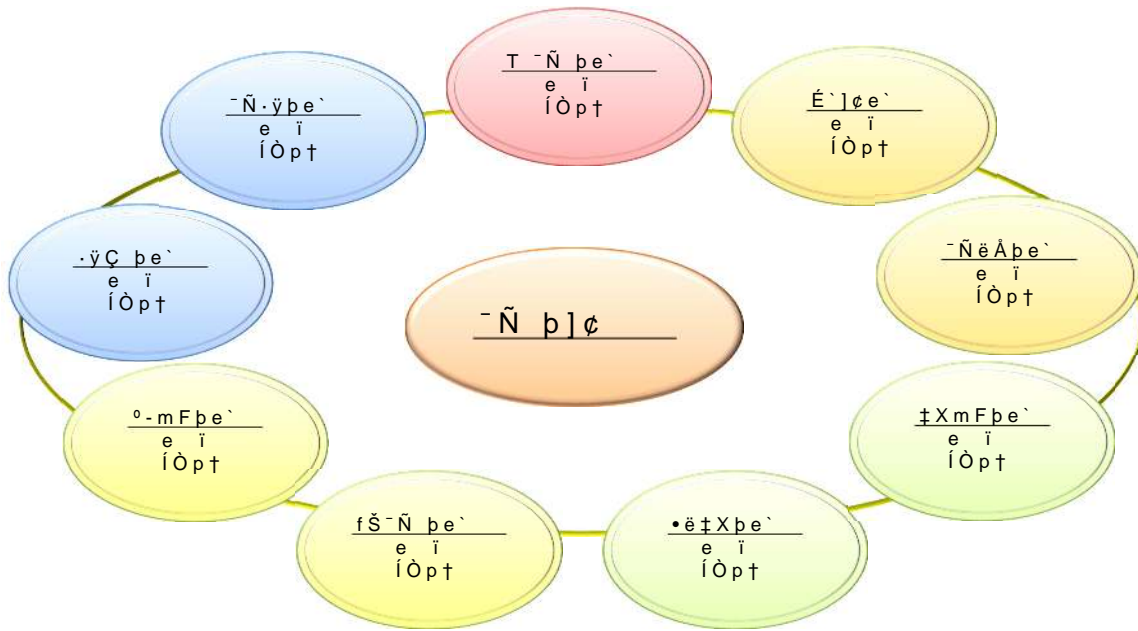 ¯Ñ þ]¢
T ¯Ñ þe`
e ï
ÍÒp†
É`]¢e`
e ï
ÍÒp†
¯ÑëÅþe`
e ï
ÍÒp†
‡XmFþe`
e ï
ÍÒp†
•ë‡Xþe`
e ï
ÍÒp†
fŠ¯Ñ þe`
e ï
ÍÒp†
º-mFþe`
e ï
ÍÒp†
·ÿÇ þe`
e ï
ÍÒp†
¯Ñ·ÿþe`
e ï
ÍÒp†